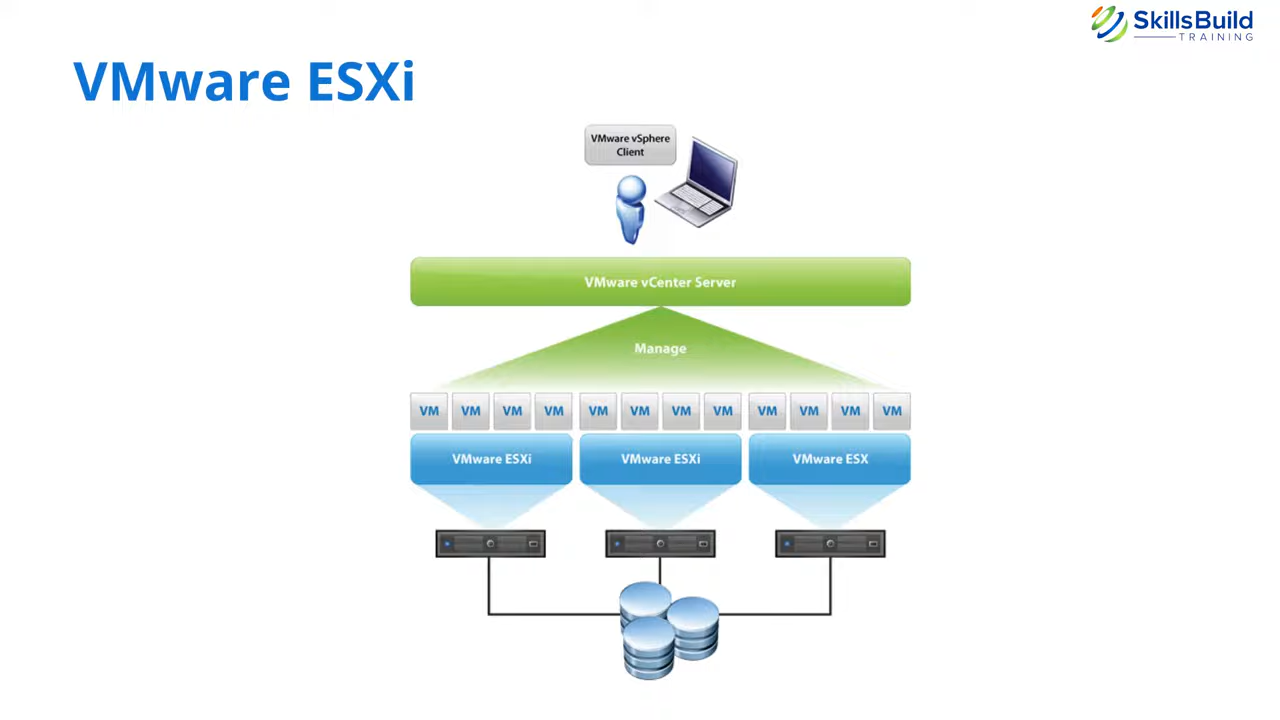 SkillsBuild
TRAINING
VMware ESXi
VMware vSphere
Client
VMware vCenter Server
Manage
VM VM VM VM VM VM VM VM VM VM VM VM
VMware ESXi VMware ESXi VMware ESX